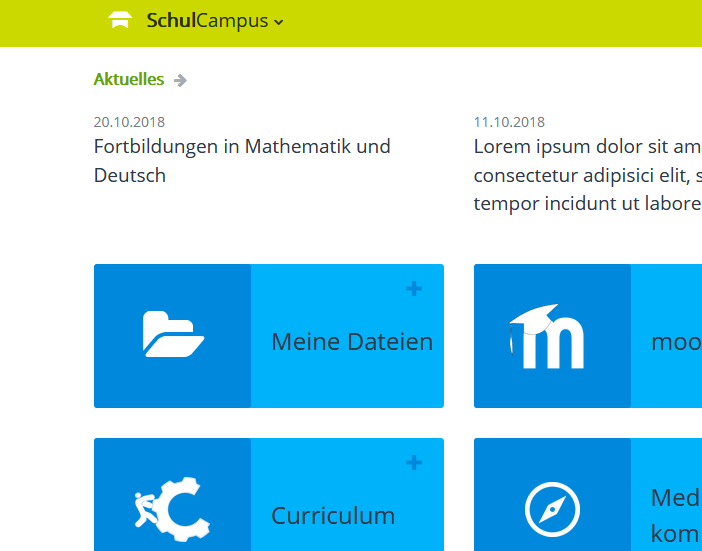 SchulCampus
Aktuelles
20.10.2018
Fortbildungen in Mathematik und
Deutsch
11.10.2018
Lorem ipsum dolor sit am
consectetur adipisici elit, s
tempor incidunt ut labore
Meine Dateien
m
moo
Curriculum
Med
kom